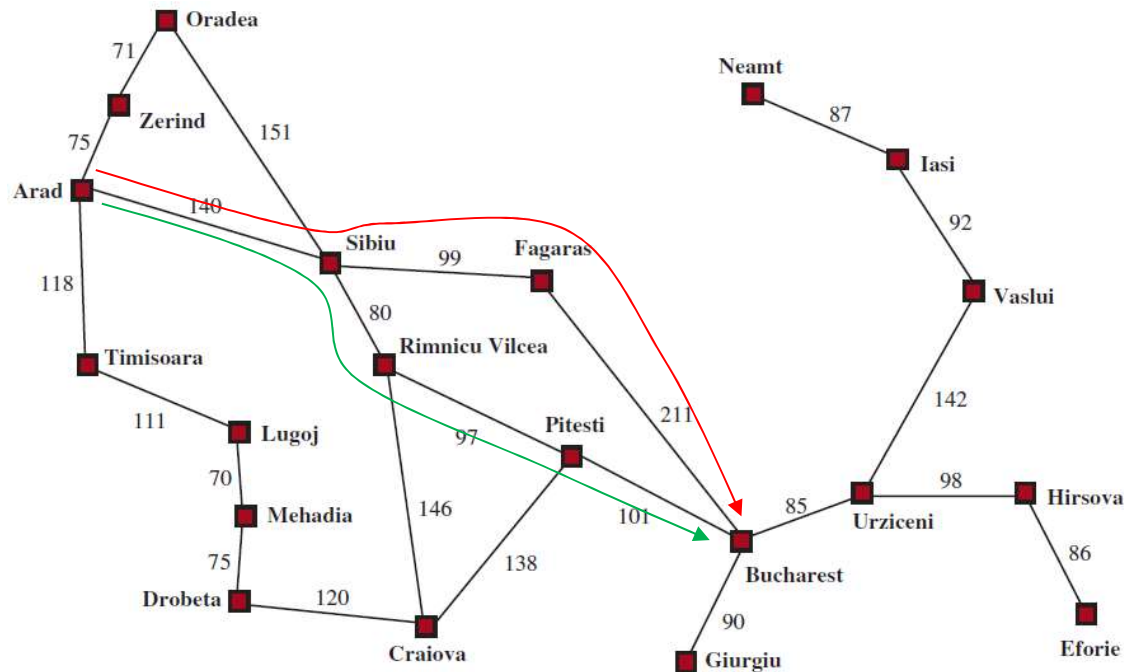 Oradea
71
Neamt
87
Zerind
151
75
Iasi
Arad
140
92
Sibiu
Fagaras
99
118
Vaslui
80
Timisoara
Rimnicu Vilcea
142
111
211
Pitesti
Lugoj
97
70
98
Hirsova
146
101
85
Mehadia
Urziceni
86
75
138
Bucharest
Drobeta
120
90
Craiova
Giurgiu
Eforie